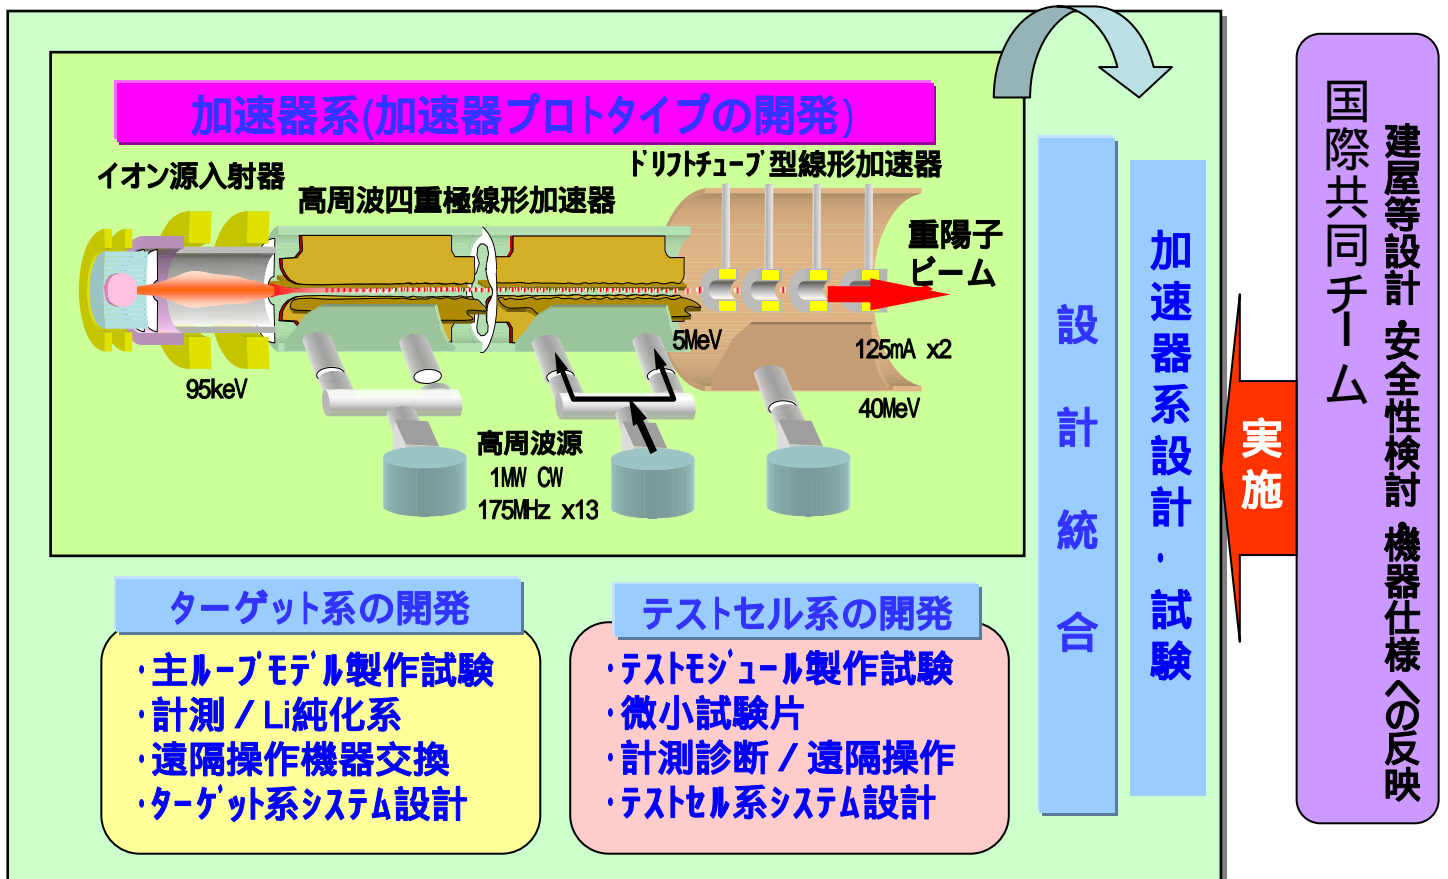 加速器系(加速器プロトタイプの開発)
イオン源入射器
高周波四重極線形加速器
ドリフトチューブ型線形加速器
重陽子
ビーム
95keV
5MeV
125mA x2
40MeV
高周波源
1MW CW
175MHz x13
ターゲット系の開発
・主ループモデル製作試験
・計測／Li純化系
・遠隔操作機器交換
・ターゲット系システム設計
テストセル系の開発
・テストモジュール製作試験
・微小試験片
・計測診断／遠隔操作
・テストセル系システム設計
設計統合
加速器系設計・試験
実施
国際共同チーム
建屋等設計・安全性検討・機器仕様への反映